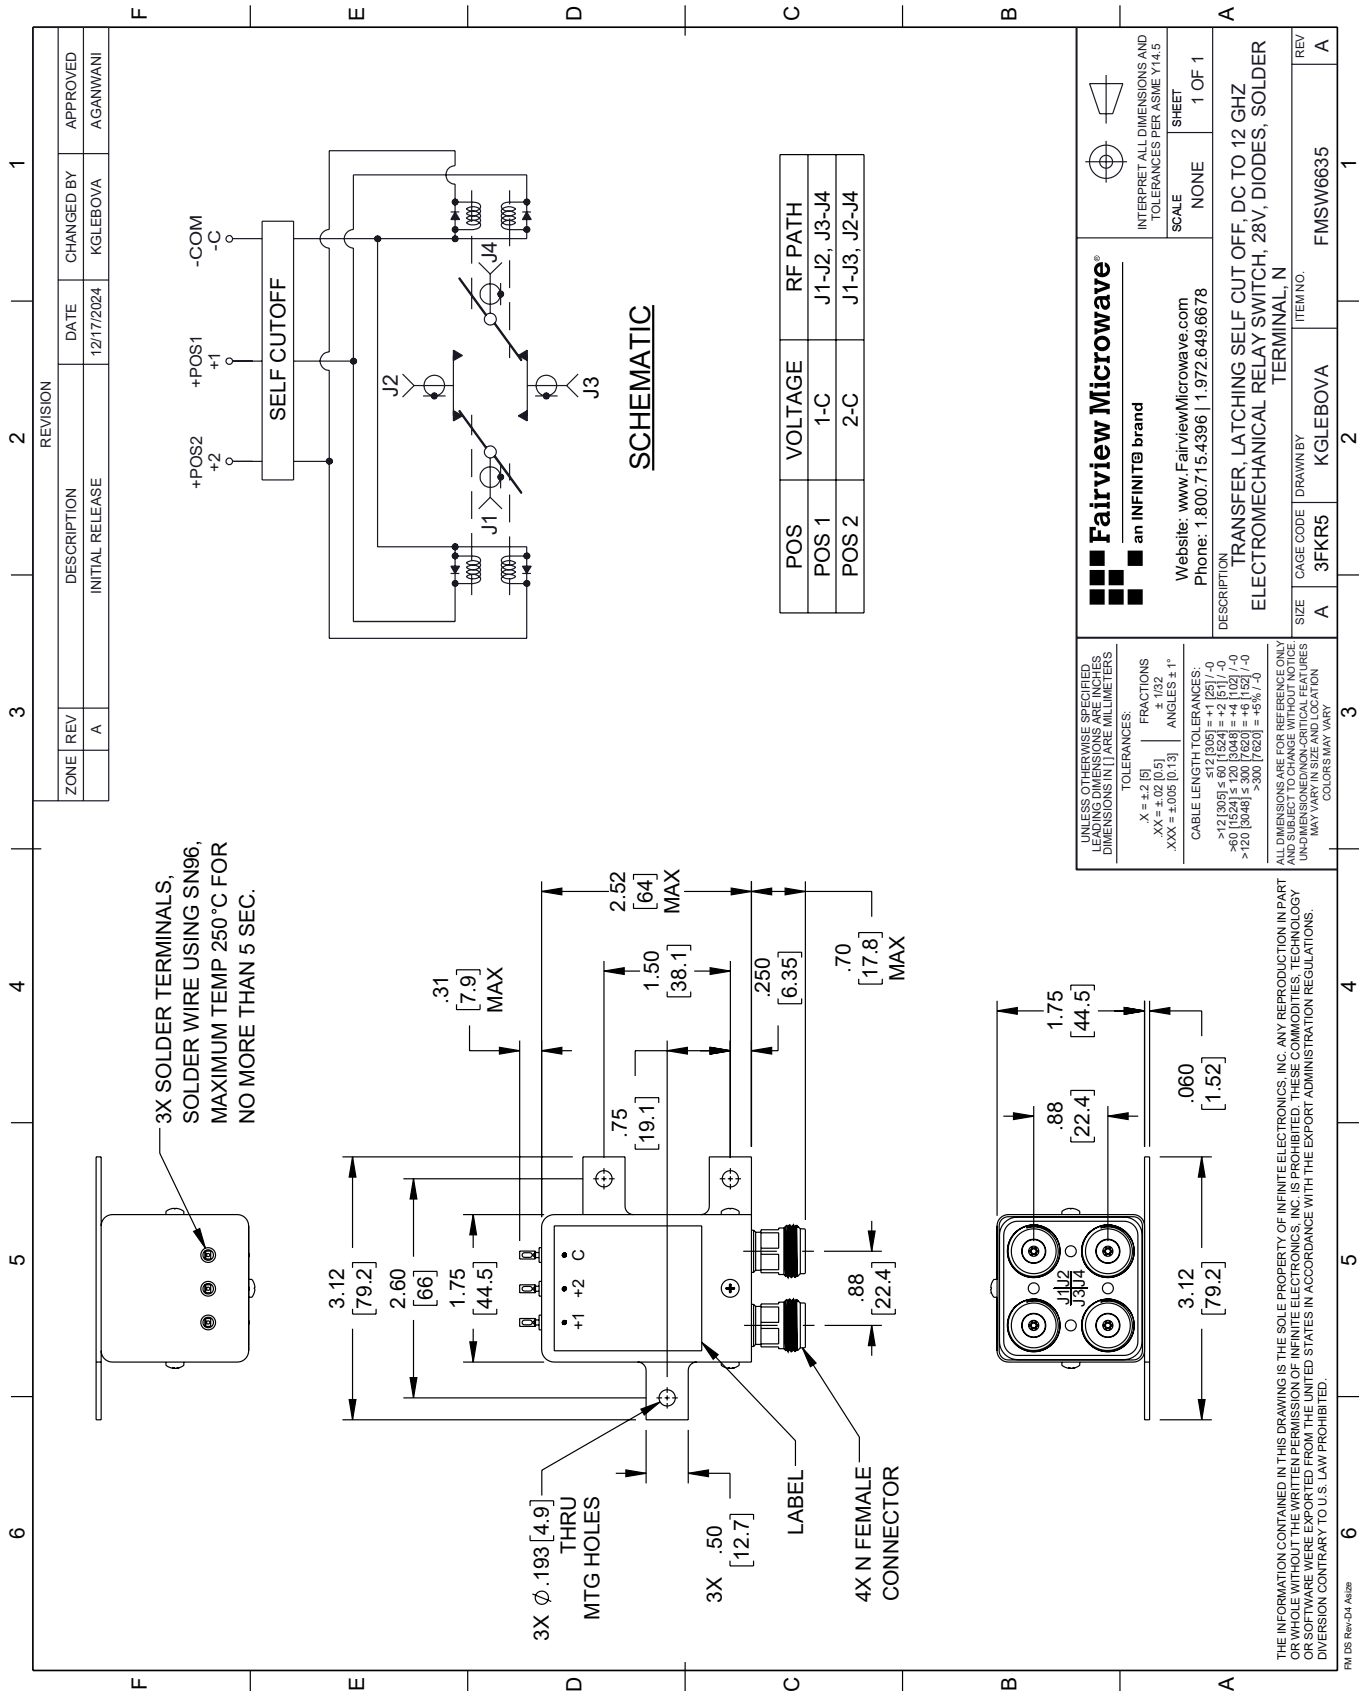 6
5
4
3
2
1
F
E
D
C
B
A
REVISION
ZONE
REV
DESCRIPTION
DATE
CHANGED BY
APPROVED
A
INITIAL RELEASE
12/17/2024
KGLEBOVA
AGANWANI
3X SOLDER TERMINALS,
SOLDER WIRE USING SN96,
MAXIMUM TEMP 250°C FOR
NO MORE THAN 5 SEC.
3.12
[79.2]
2.60
[66]
1.75
[44.5]
.31
[7.9]
MAX
2.52
[64]
MAX
1.50
[38.1]
.75
[19.1]
.250
[6.35]
.70
[17.8]
MAX
+1 +2 C
3X Ø.193 [4.9]
THRU
MTG HOLES
3X .50
[12.7]
LABEL
4X N FEMALE
CONNECTOR
.88
[22.4]
J1 J2
J3 J4
1.75
[44.5]
.88
[22.4]
.060
[1.52]
3.12
[79.2]
+POS2
+2
+POS1
+1
-COM
-C
SELF CUTOFF
J1
J2
J3
J4
SCHEMATIC
POS VOLTAGE RF PATH
POS 1 1-C J1-J2, J3-J4
POS 2 2-C J1-J3, J2-J4
UNLESS OTHERWISE SPECIFIED
LEADING DIMENSIONS ARE INCHES
DIMENSIONS IN [ ] ARE MILLIMETERS
TOLERANCES:
.X = ±.2 [5]
.XX = ±.02 [0.5]
.XXX = ±.005 [0.13]
FRACTIONS
± 1/32
ANGLES ± 1°
CABLE LENGTH TOLERANCES:
≤12 [305] = +1 [25] / -0
>12 [305] ≤ 60 [1524] = +2 [51] / -0
>60 [1524] ≤ 120 [3048] = +4 [102] / -0
>120 [3048] ≤ 300 [7620] = +6 [152] / -0
>300 [7620] = +5% / -0
ALL DIMENSIONS ARE FOR REFERENCE ONLY
AND SUBJECT TO CHANGE WITHOUT NOTICE.
UN-DIMENSIONED/NON-CRITICAL FEATURES
MAY VARY IN SIZE AND LOCATION
COLORS MAY VARY
Fairview Microwave®
an INFINIT® brand
Website: www.FairviewMicrowave.com
Phone: 1.800.715.4396 | 1.972.649.6678
INTERPRET ALL DIMENSIONS AND
TOLERANCES PER ASME Y14.5
SCALE
NONE
SHEET
1 OF 1
DESCRIPTION
TRANSFER, LATCHING SELF CUT OFF, DC TO 12 GHZ
ELECTROMECHANICAL RELAY SWITCH, 28V, DIODES, SOLDER
TERMINAL, N
SIZE
A
CAGE CODE
3FKR5
DRAWN BY
KGLEBOVA
ITEM NO.
FMSW6635
REV
A
THE INFORMATION CONTAINED IN THIS DRAWING IS THE SOLE PROPERTY OF INFINITE ELECTRONICS, INC. ANY REPRODUCTION IN PART
OR WHOLE WITHOUT THE WRITTEN PERMISSION OF INFINITE ELECTRONICS, INC. IS PROHIBITED. THESE COMMODITIES, TECHNOLOGY
OR SOFTWARE WERE EXPORTED FROM THE UNITED STATES IN ACCORDANCE WITH THE EXPORT ADMINISTRATION REGULATIONS.
DIVERSION CONTRARY TO U.S. LAW PROHIBITED.
FM DS Rev-D4 Asize
6
5
4
3
2
1
F
E
D
C
B
A